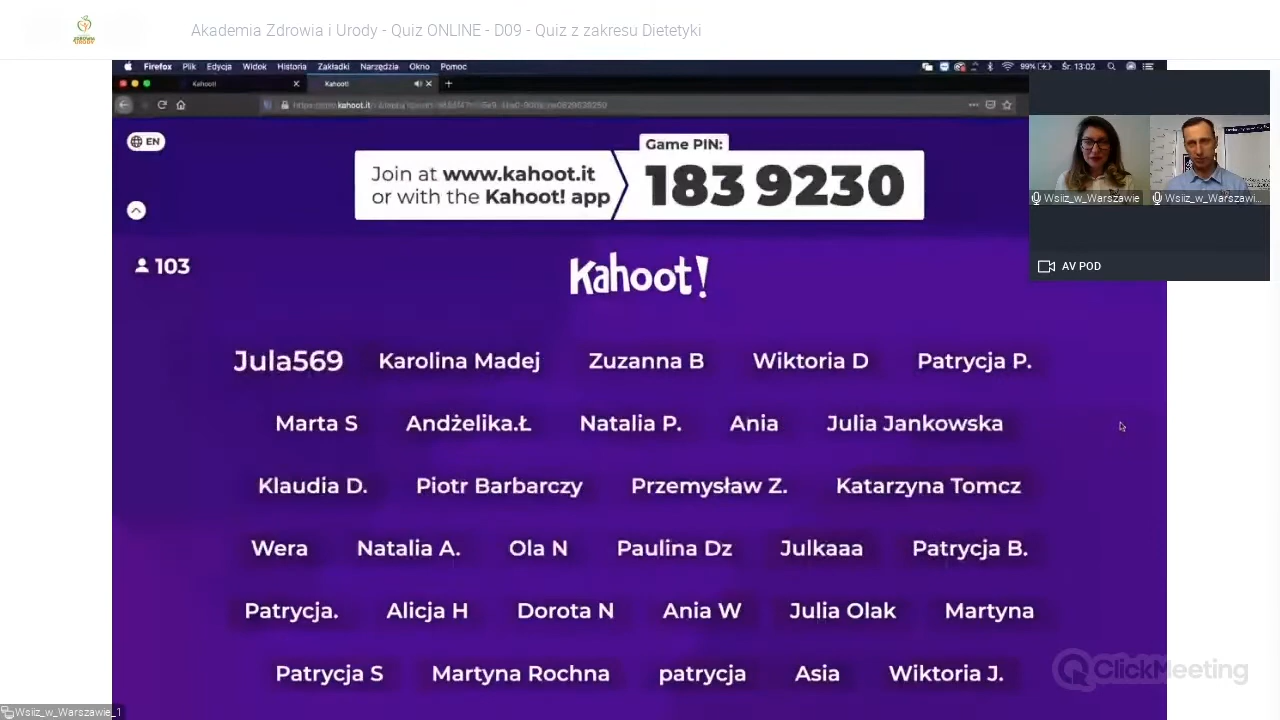 Akademia Zdrowia i Urody - Quiz ONLINE - D09 - Quiz z zakresu Dietetyki
Firefox Plik Edycja Widok Historia Zakładki Narzędzia Okno Pomoc 99% Śr. 13:02
Kahoot! Kahoot!
EN
Game PIN:
Join at www.kahoot.it
or with the Kahoot! app
183 9230
Wsiiz_w_Warszawie Wsiiz_w_Warszawi...
AV POD
103
Kahoot!
Jula569 Karolina Madej Zuzanna B Wiktoria D Patrycja P.
Marta S Andżelika.Ł Natalia P. Ania Julia Jankowska
Klaudia D. Piotr Barbarczy Przemysław Z. Katarzyna Tomcz
Wera Natalia A. Ola N Paulina Dz Julkaaa Patrycja B.
Patrycja. Alicja H Dorota N Ania W Julia Olak Martyna
Patrycja S Martyna Rochna patrycja Asia Wiktoria J.
ClickMeeting
Wsiiz_w_Warszawie_1